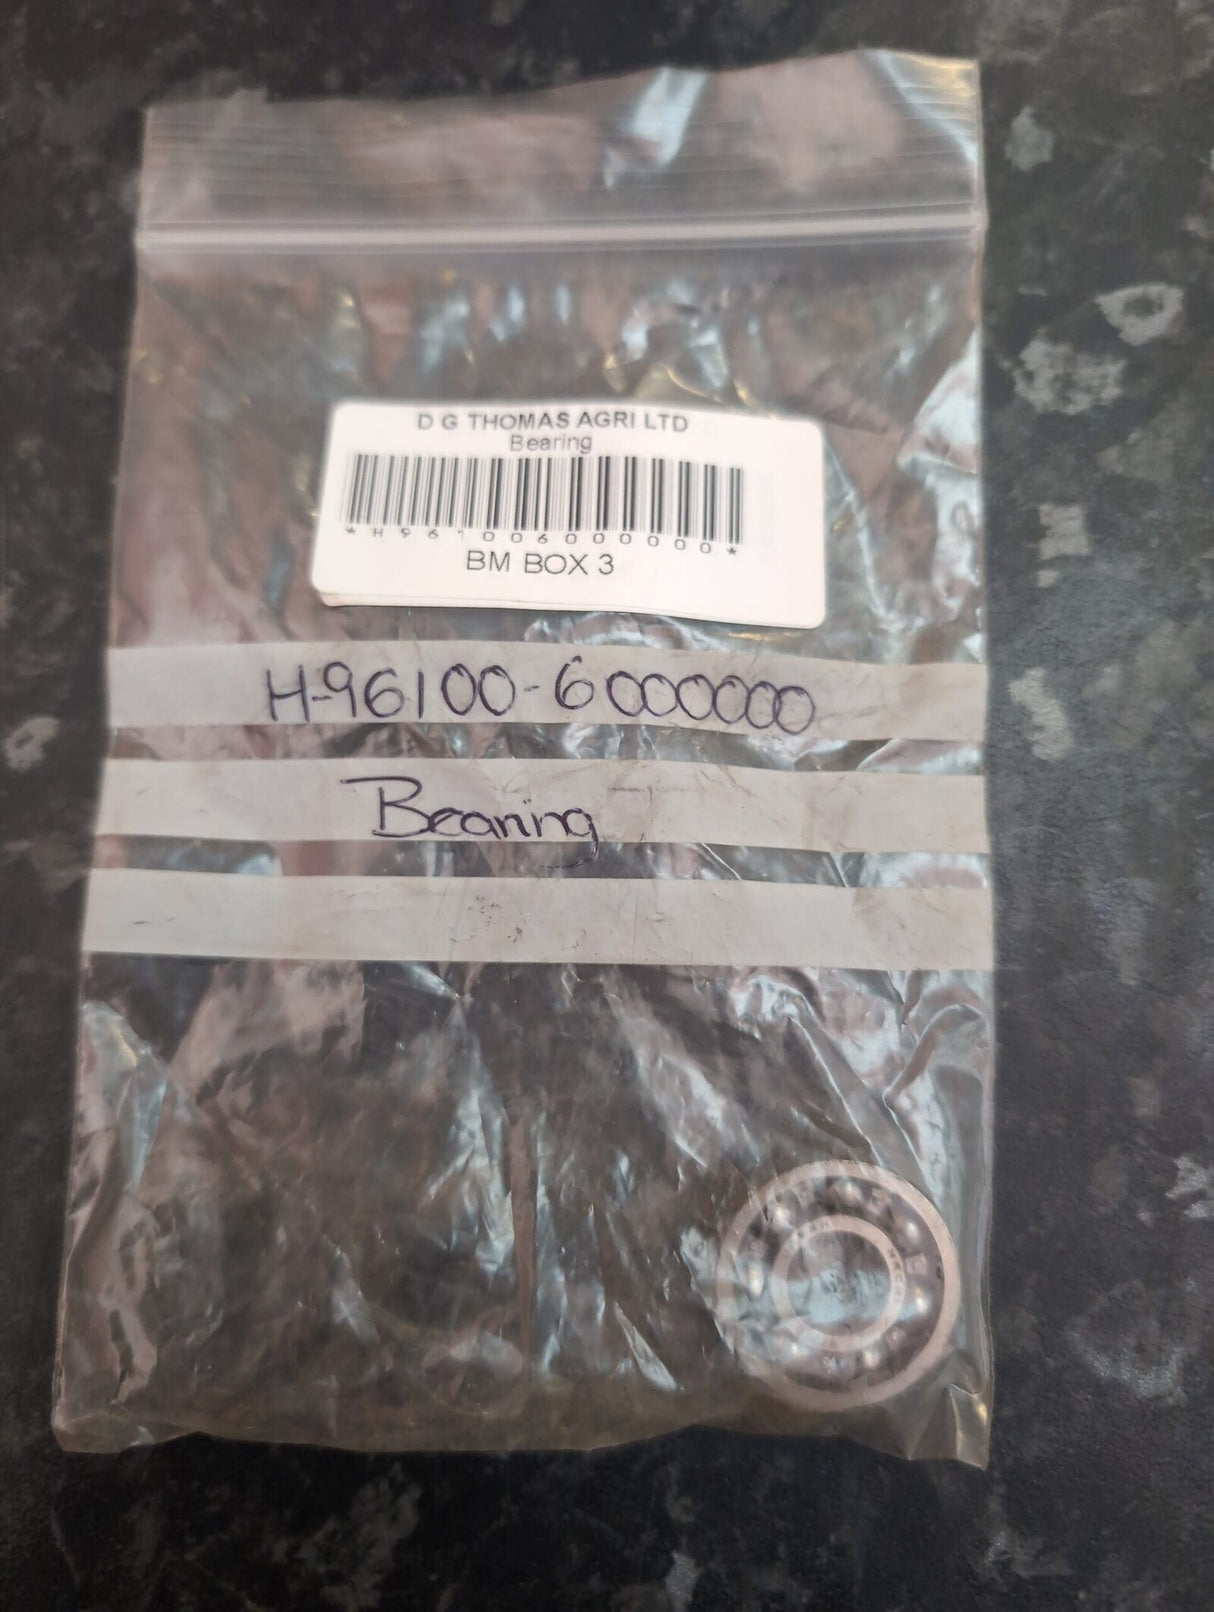 D G THOMAS AGRI LTD
Bearing
*H961006000000*
BM BOX 3
H-96100-6000000
Bearing